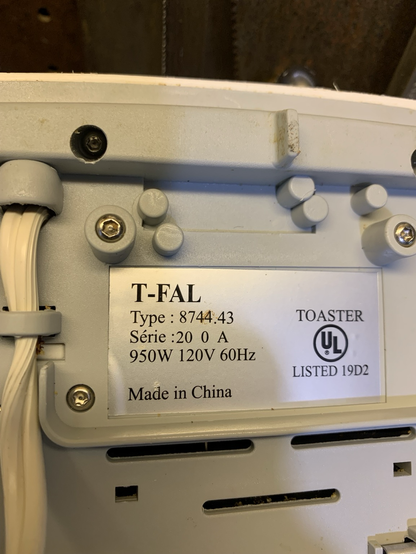 T-FAL
Type : 8744.43
Série :20 0 A
950W 120V 60Hz
Made in China
TOASTER
UL
LISTED 19D2